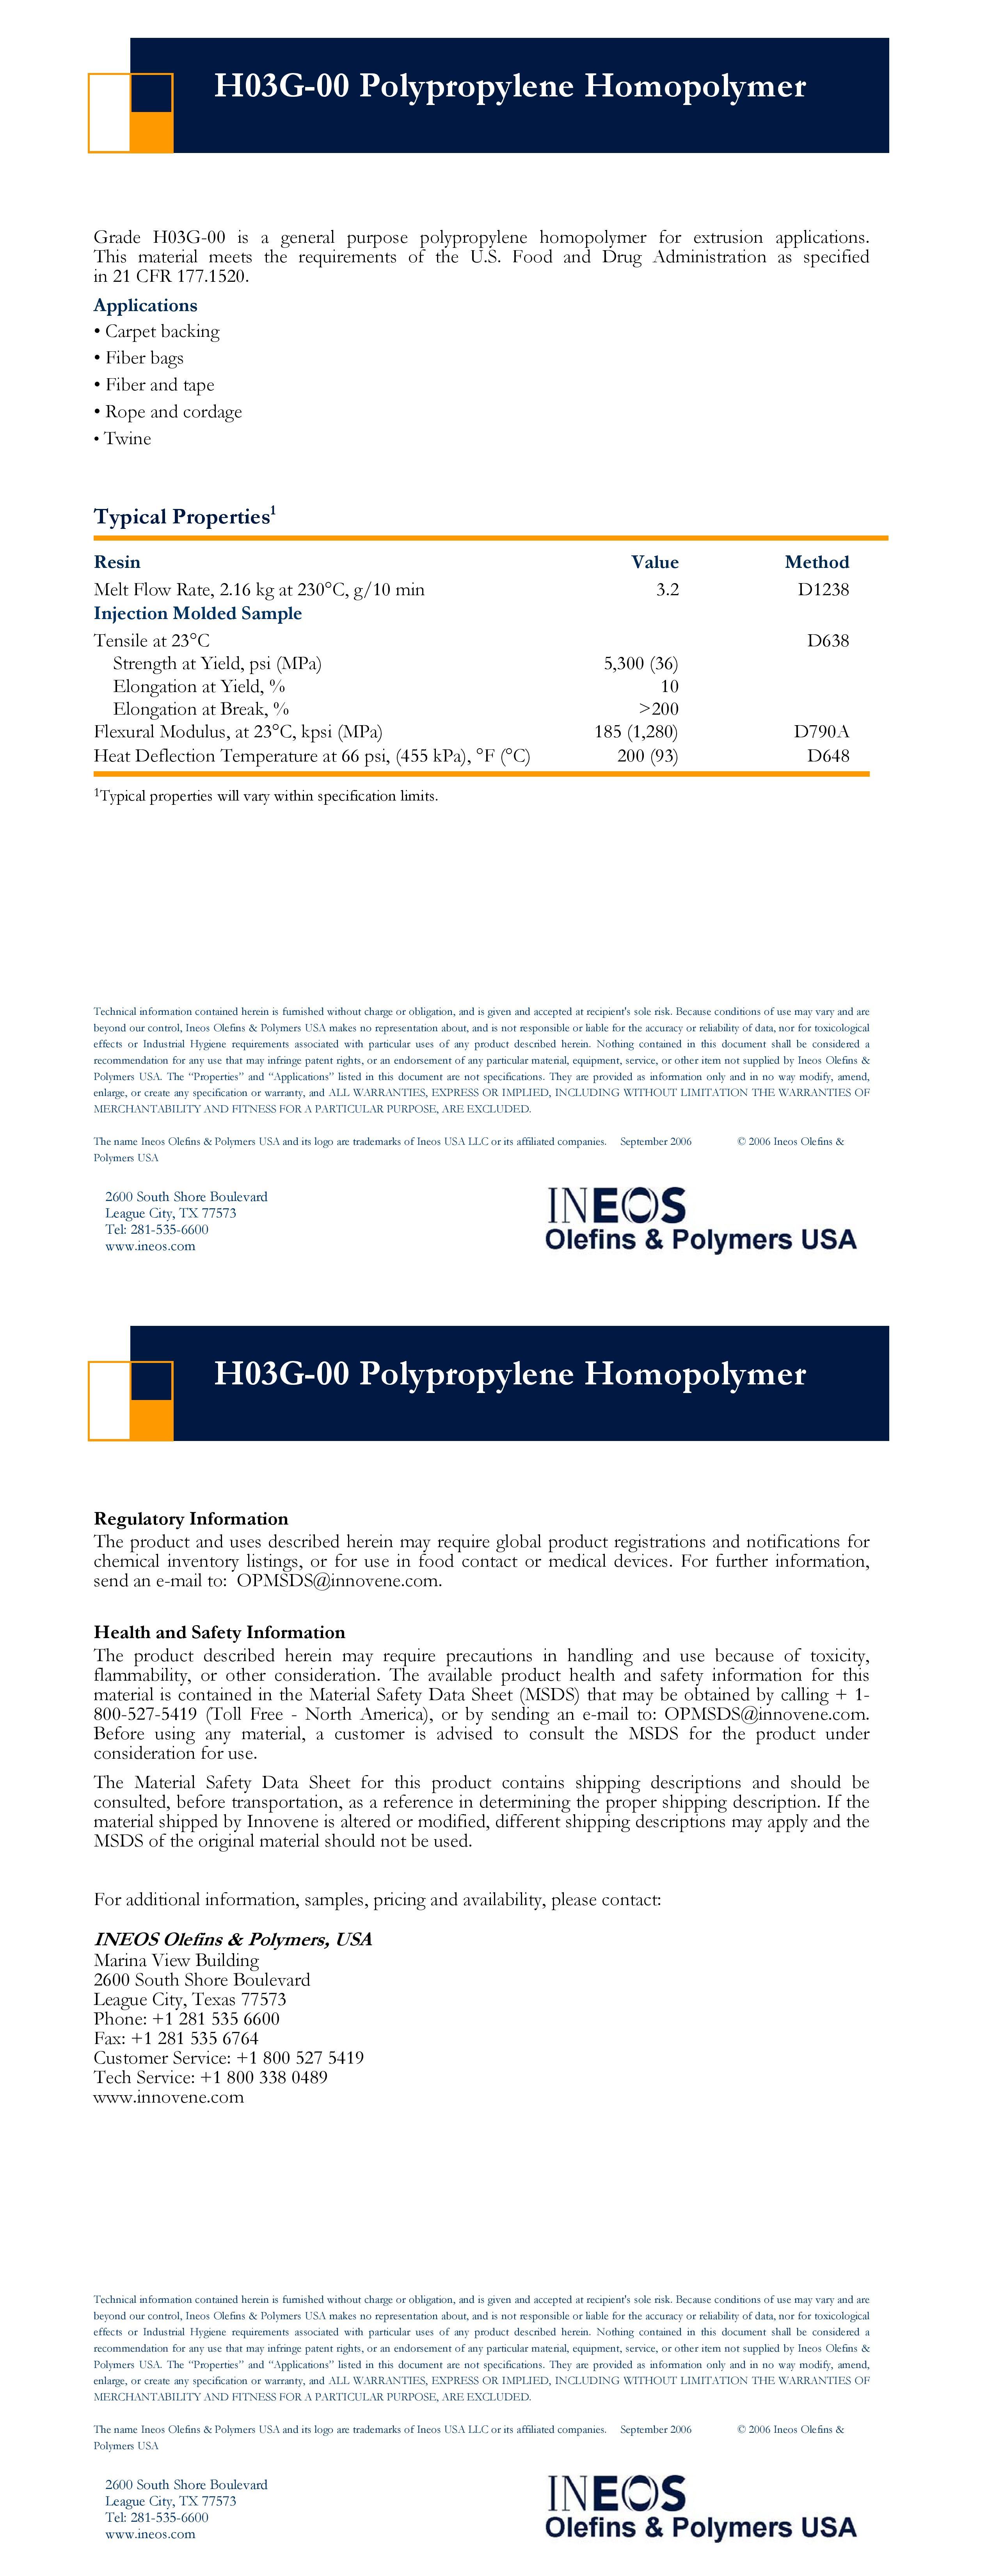 H03G-00 Polypropylene Homopolymer
Grade H03G-00 is a general purpose polypropylene homopolymer for extrusion applications.
This material meets the requirements of the U.S. Food and Drug Administration as specified
in 21 CFR 177.1520.
Applications
• Carpet backing
• Fiber bags
• Fiber and tape
• Rope and cordage
• Twine
Typical Properties¹
Resin Value Method
Melt Flow Rate, 2.16 kg at 230°C, g/10 min 3.2 D1238
Injection Molded Sample
Tensile at 23°C D638
Strength at Yield, psi (MPa) 5,300 (36)
Elongation at Yield, % 10
Elongation at Break, % >200
Flexural Modulus, at 23°C, kpsi (MPa) 185 (1,280) D790A
Heat Deflection Temperature at 66 psi, (455 kPa), °F (°C) 200 (93) D648
¹Typical properties will vary within specification limits.
Technical information contained herein is furnished without charge or obligation, and is given and accepted at recipient's sole risk. Because conditions of use may vary and are
beyond our control, Ineos Olefins & Polymers USA makes no representation about, and is not responsible or liable for the accuracy or reliability of data, nor for toxicological
effects or Industrial Hygiene requirements associated with particular uses of any product described herein. Nothing contained in this document shall be considered a
recommendation for any use that may infringe patent rights, or an endorsement of any particular material, equipment, service, or other item not supplied by Ineos Olefins &
Polymers USA. The “Properties” and “Applications” listed in this document are not specifications. They are provided as information only and in no way modify, amend,
enlarge, or create any specification or warranty, and ALL WARRANTIES, EXPRESS OR IMPLIED, INCLUDING WITHOUT LIMITATION THE WARRANTIES OF
MERCHANTABILITY AND FITNESS FOR A PARTICULAR PURPOSE, ARE EXCLUDED.
The name Ineos Olefins & Polymers USA and its logo are trademarks of Ineos USA LLC or its affiliated companies. September 2006 © 2006 Ineos Olefins &
Polymers USA
2600 South Shore Boulevard
League City, TX 77573
Tel: 281-535-6600
www.ineos.com
INEOS
Olefins & Polymers USA
H03G-00 Polypropylene Homopolymer
Regulatory Information
The product and uses described herein may require global product registrations and notifications for
chemical inventory listings, or for use in food contact or medical devices. For further information,
send an e-mail to: OPMSDS@innovene.com.
Health and Safety Information
The product described herein may require precautions in handling and use because of toxicity,
flammability, or other consideration. The available product health and safety information for this
material is contained in the Material Safety Data Sheet (MSDS) that may be obtained by calling + 1-
800-527-5419 (Toll Free - North America), or by sending an e-mail to: OPMSDS@innovene.com.
Before using any material, a customer is advised to consult the MSDS for the product under
consideration for use.
The Material Safety Data Sheet for this product contains shipping descriptions and should be
consulted, before transportation, as a reference in determining the proper shipping description. If the
material shipped by Innovene is altered or modified, different shipping descriptions may apply and the
MSDS of the original material should not be used.
For additional information, samples, pricing and availability, please contact:
INEOS Olefins & Polymers, USA
Marina View Building
2600 South Shore Boulevard
League City, Texas 77573
Phone: +1 281 535 6600
Fax: +1 281 535 6764
Customer Service: +1 800 527 5419
Tech Service: +1 800 338 0489
www.innovene.com
Technical information contained herein is furnished without charge or obligation, and is given and accepted at recipient's sole risk. Because conditions of use may vary and are
beyond our control, Ineos Olefins & Polymers USA makes no representation about, and is not responsible or liable for the accuracy or reliability of data, nor for toxicological
effects or Industrial Hygiene requirements associated with particular uses of any product described herein. Nothing contained in this document shall be considered a
recommendation for any use that may infringe patent rights, or an endorsement of any particular material, equipment, service, or other item not supplied by Ineos Olefins &
Polymers USA. The “Properties” and “Applications” listed in this document are not specifications. They are provided as information only and in no way modify, amend,
enlarge, or create any specification or warranty, and ALL WARRANTIES, EXPRESS OR IMPLIED, INCLUDING WITHOUT LIMITATION THE WARRANTIES OF
MERCHANTABILITY AND FITNESS FOR A PARTICULAR PURPOSE, ARE EXCLUDED.
The name Ineos Olefins & Polymers USA and its logo are trademarks of Ineos USA LLC or its affiliated companies. September 2006 © 2006 Ineos Olefins &
Polymers USA
2600 South Shore Boulevard
League City, TX 77573
Tel: 281-535-6600
www.ineos.com
INEOS
Olefins & Polymers USA